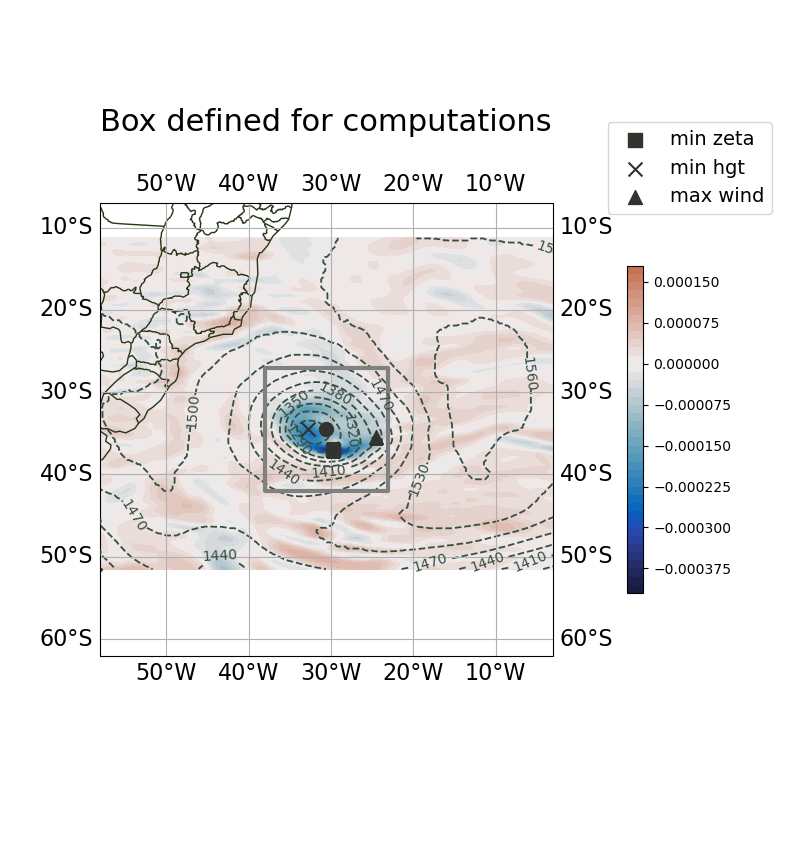 Box defined for computations
min zeta
min hgt
max wind
50°W 40°W 30°W 20°W 10°W
10°S 10°S
20°S 20°S
30°S 30°S
40°S 40°S
50°S 50°S
60°S 60°S
50°W 40°W 30°W 20°W 10°W
0.000150
0.000075
0.000000
−0.000075
−0.000150
−0.000225
−0.000300
−0.000375
15
1560
1470
1380
1350
1500
1320
1410
1440
1530
1470
1440
1470
1440
1410